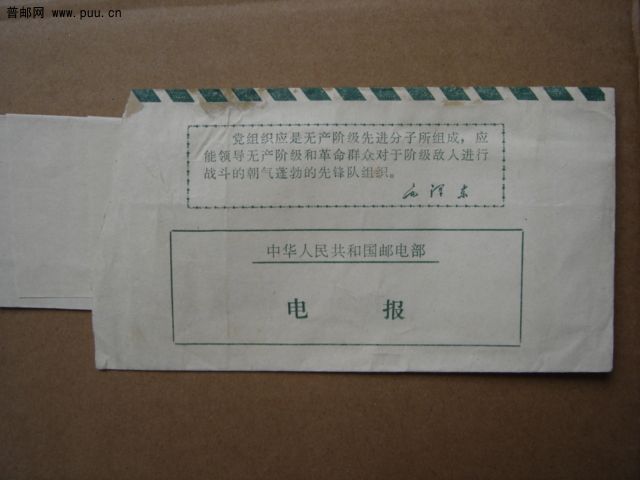 普邮网 www.puu.cn
党组织应是无产阶级先进分子所组成，应
能领导无产阶级和革命群众对于阶级敌人进行
战斗的朝气蓬勃的先锋队组织。
毛泽东
中华人民共和国邮电部
电报